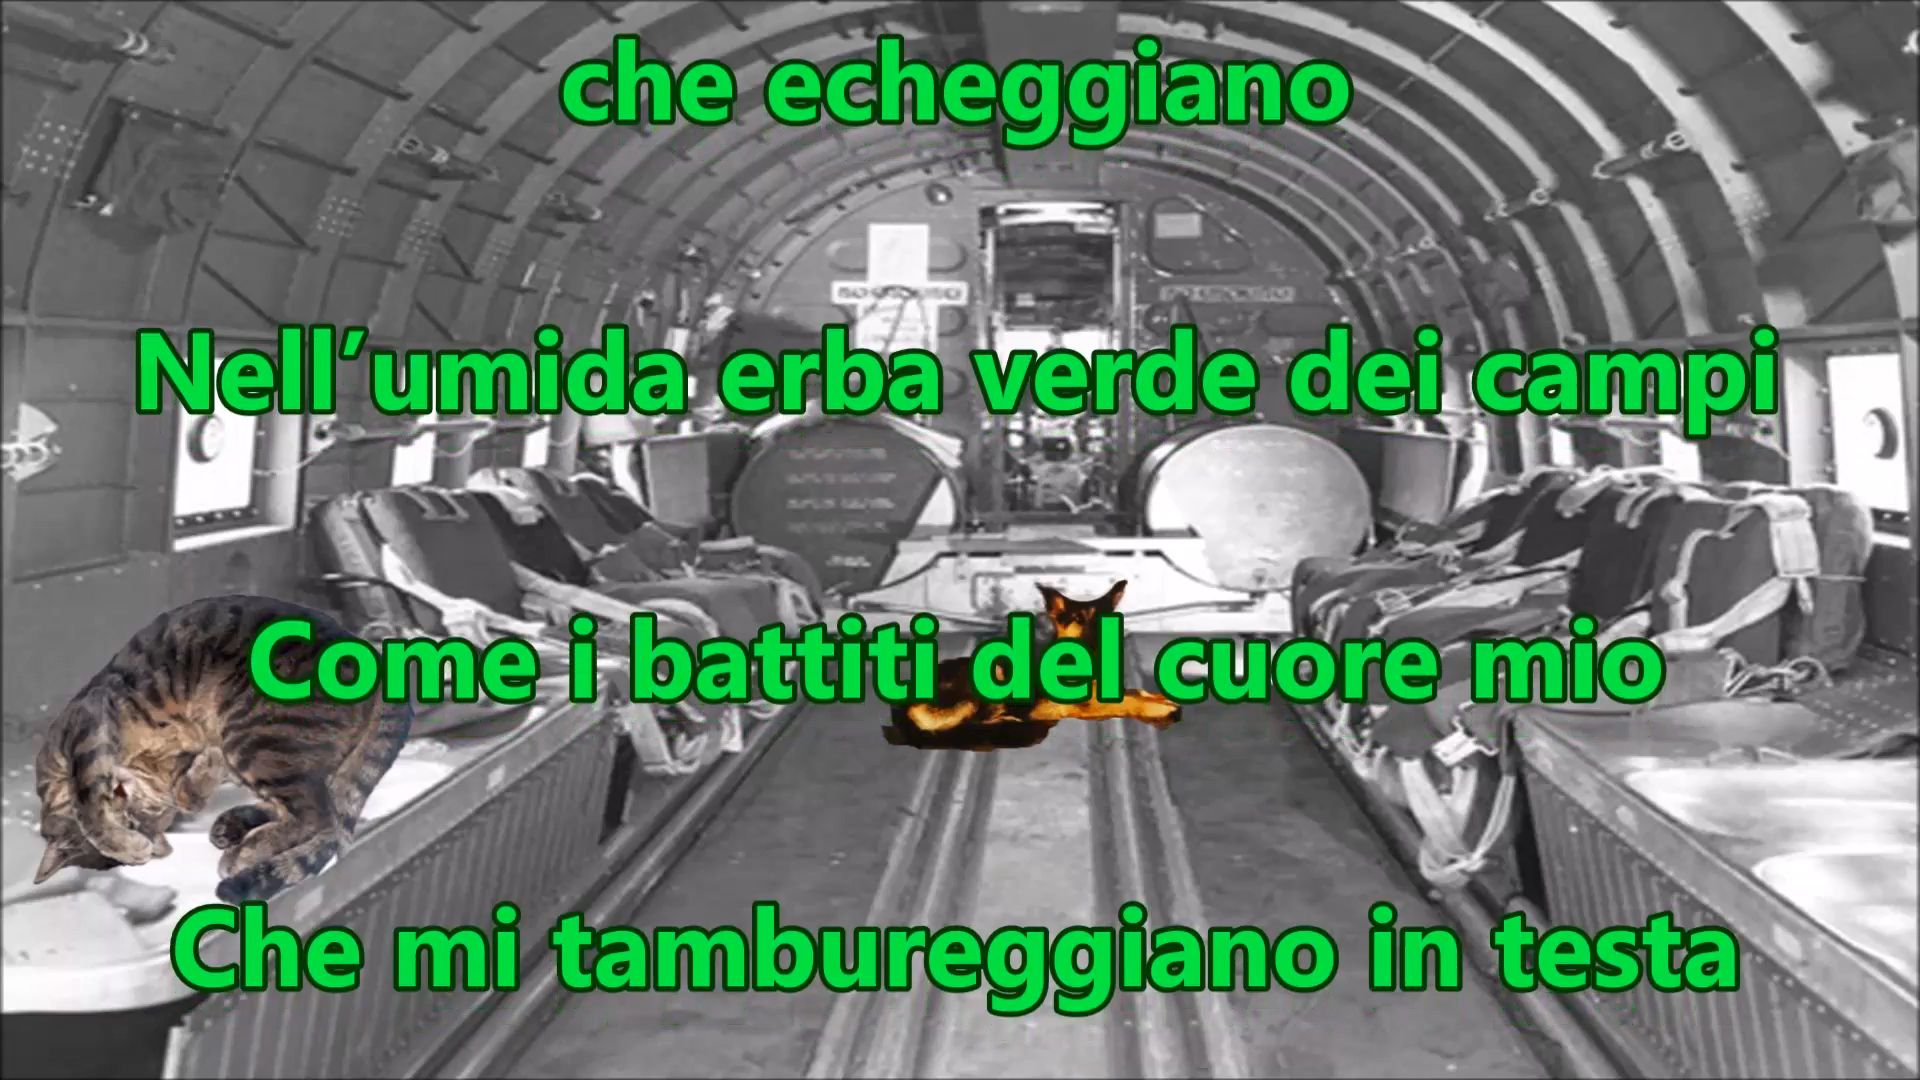 che echeggiano
Nell’umida erba verde dei campi
Come i battiti del cuore mio
Che mi tambureggiano in testa